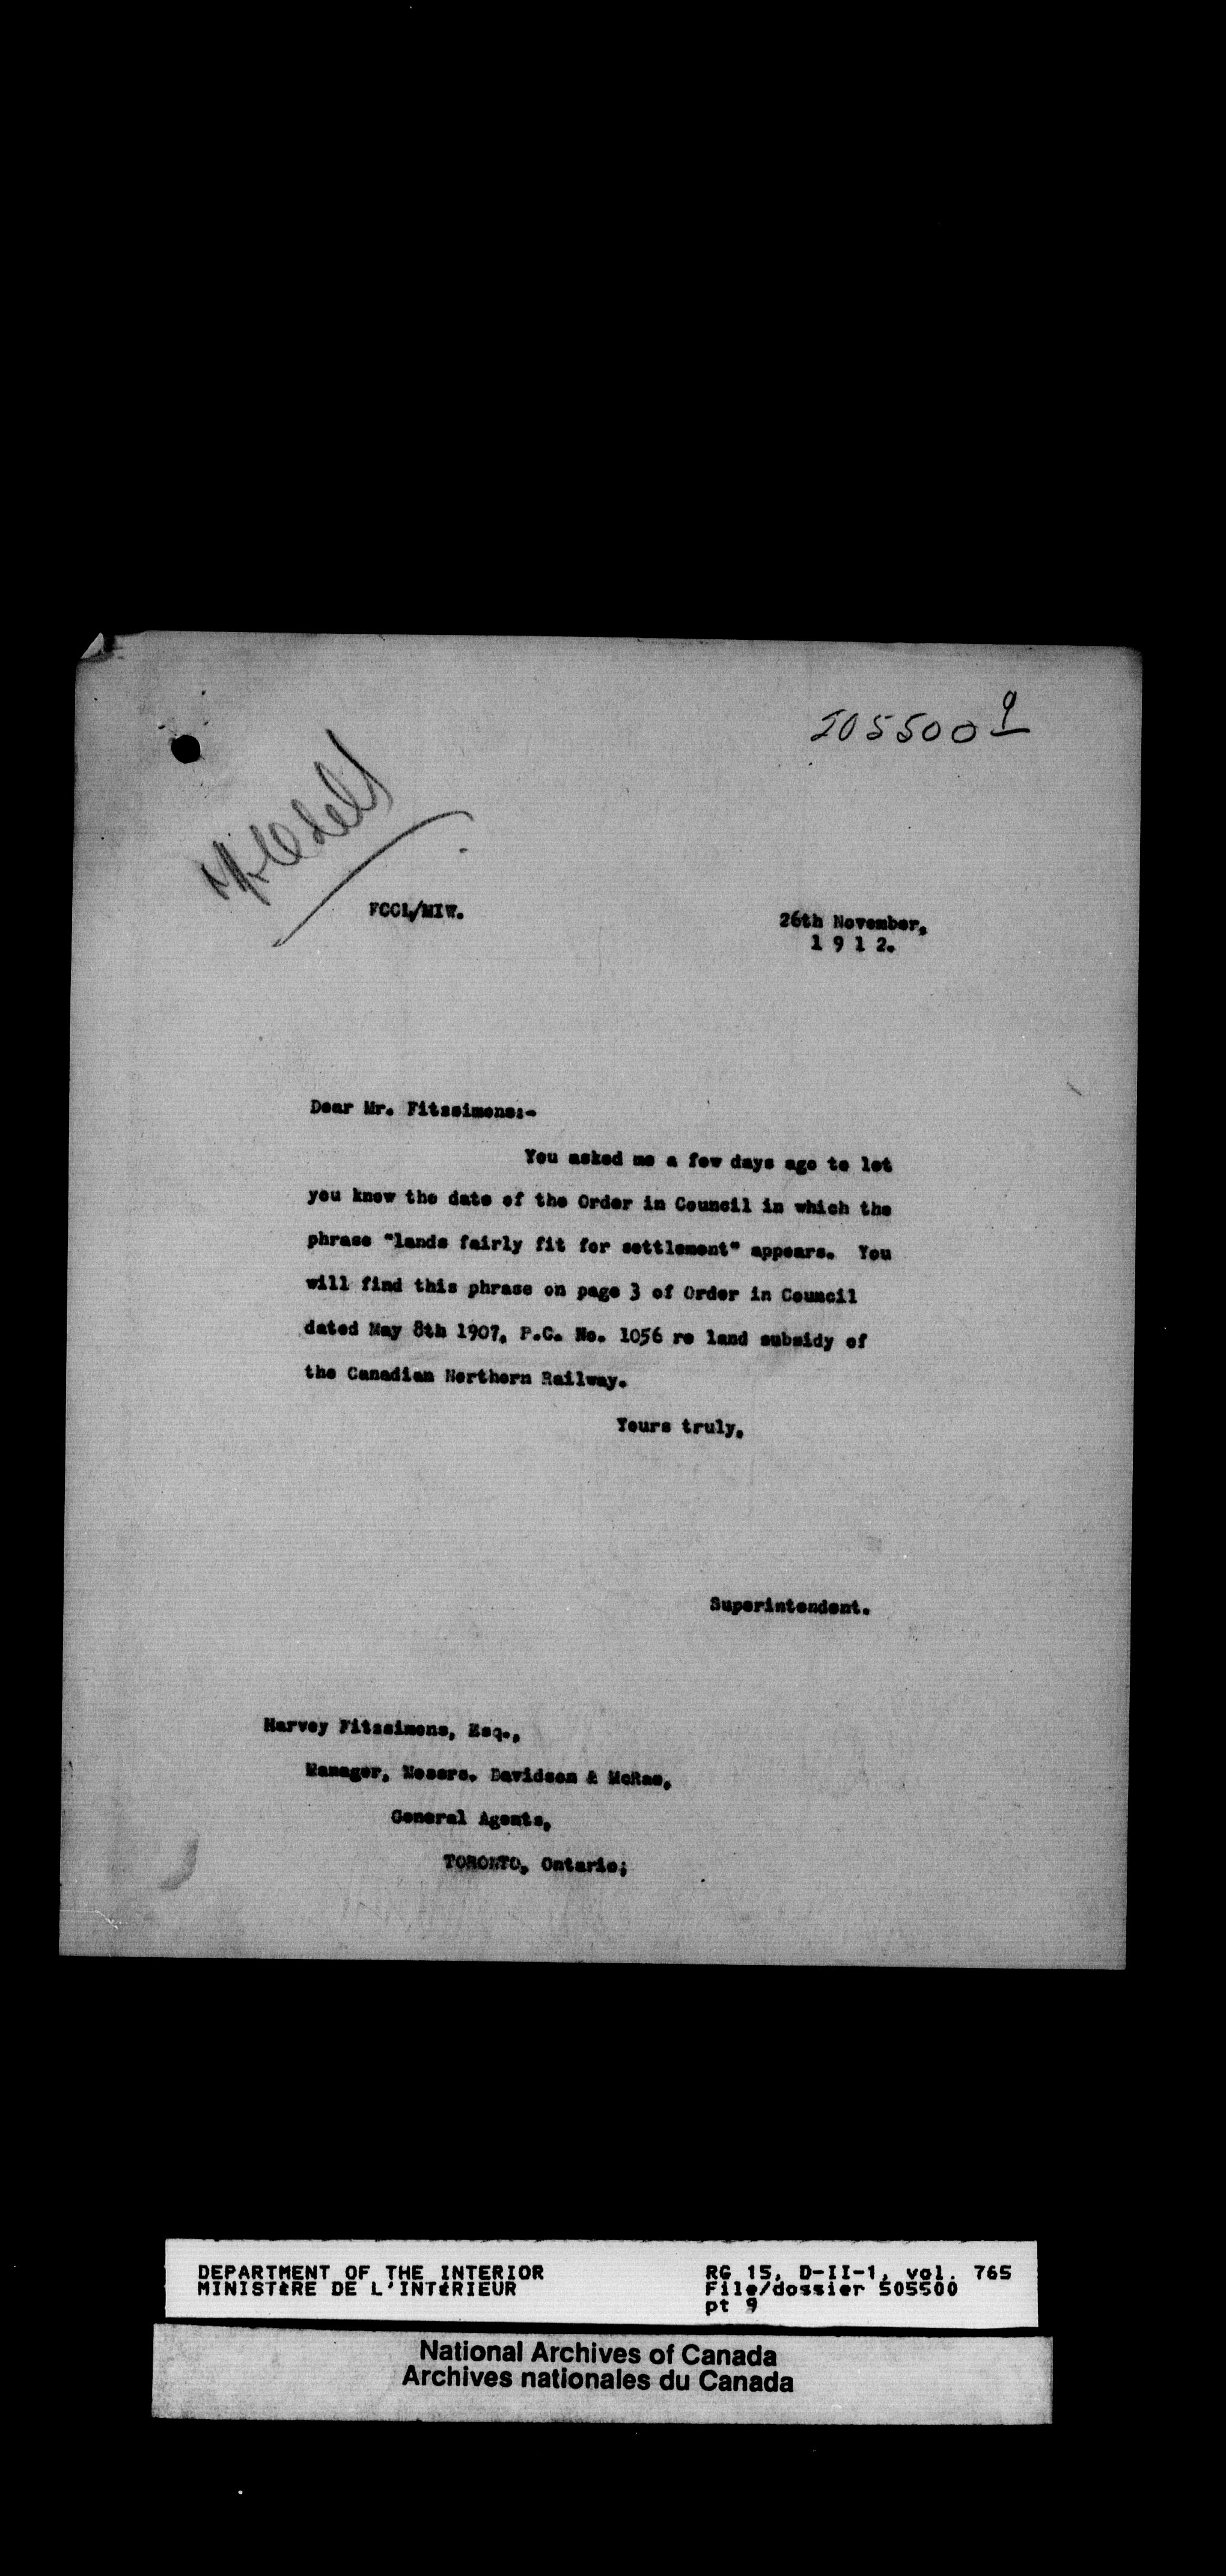 505500 9
FCCL/MIW.
26th November,
1 9 1 2.
Dear Mr. Fitzsimons:-
You asked me a few days ago to let
you know the date of the Order in Council in which the
phrase "lands fairly fit for settlement" appears. You
will find this phrase on page 3 of Order in Council
dated May 8th 1907, P.C. No. 1056 re land subsidy of
the Canadian Northern Railway.
Yours truly,
Superintendent.
Harvey Fitzsimons, Esq.,
Manager, Messrs. Davidson & McRae,
General Agents,
TORONTO, Ontario;
DEPARTMENT OF THE INTERIOR
MINISTÈRE DE L'INTÉRIEUR
RG 15, D-II-1, vol. 765
File/dossier 505500
pt 9
National Archives of Canada
Archives nationales du Canada